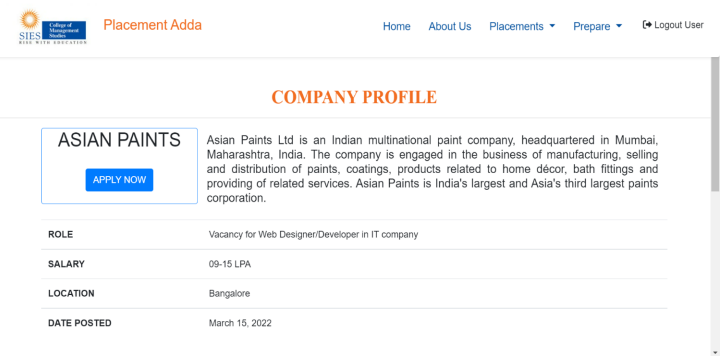 SIES
College of
Management
Studies
RISE WITH EDUCATION
Placement Adda
Home About Us Placements Prepare Logout User
COMPANY PROFILE
ASIAN PAINTS
APPLY NOW
Asian Paints Ltd is an Indian multinational paint company, headquartered in Mumbai,
Maharashtra, India. The company is engaged in the business of manufacturing, selling
and distribution of paints, coatings, products related to home décor, bath fittings and
providing of related services. Asian Paints is India's largest and Asia's third largest paints
corporation.
ROLE Vacancy for Web Designer/Developer in IT company
SALARY 09-15 LPA
LOCATION Bangalore
DATE POSTED March 15, 2022